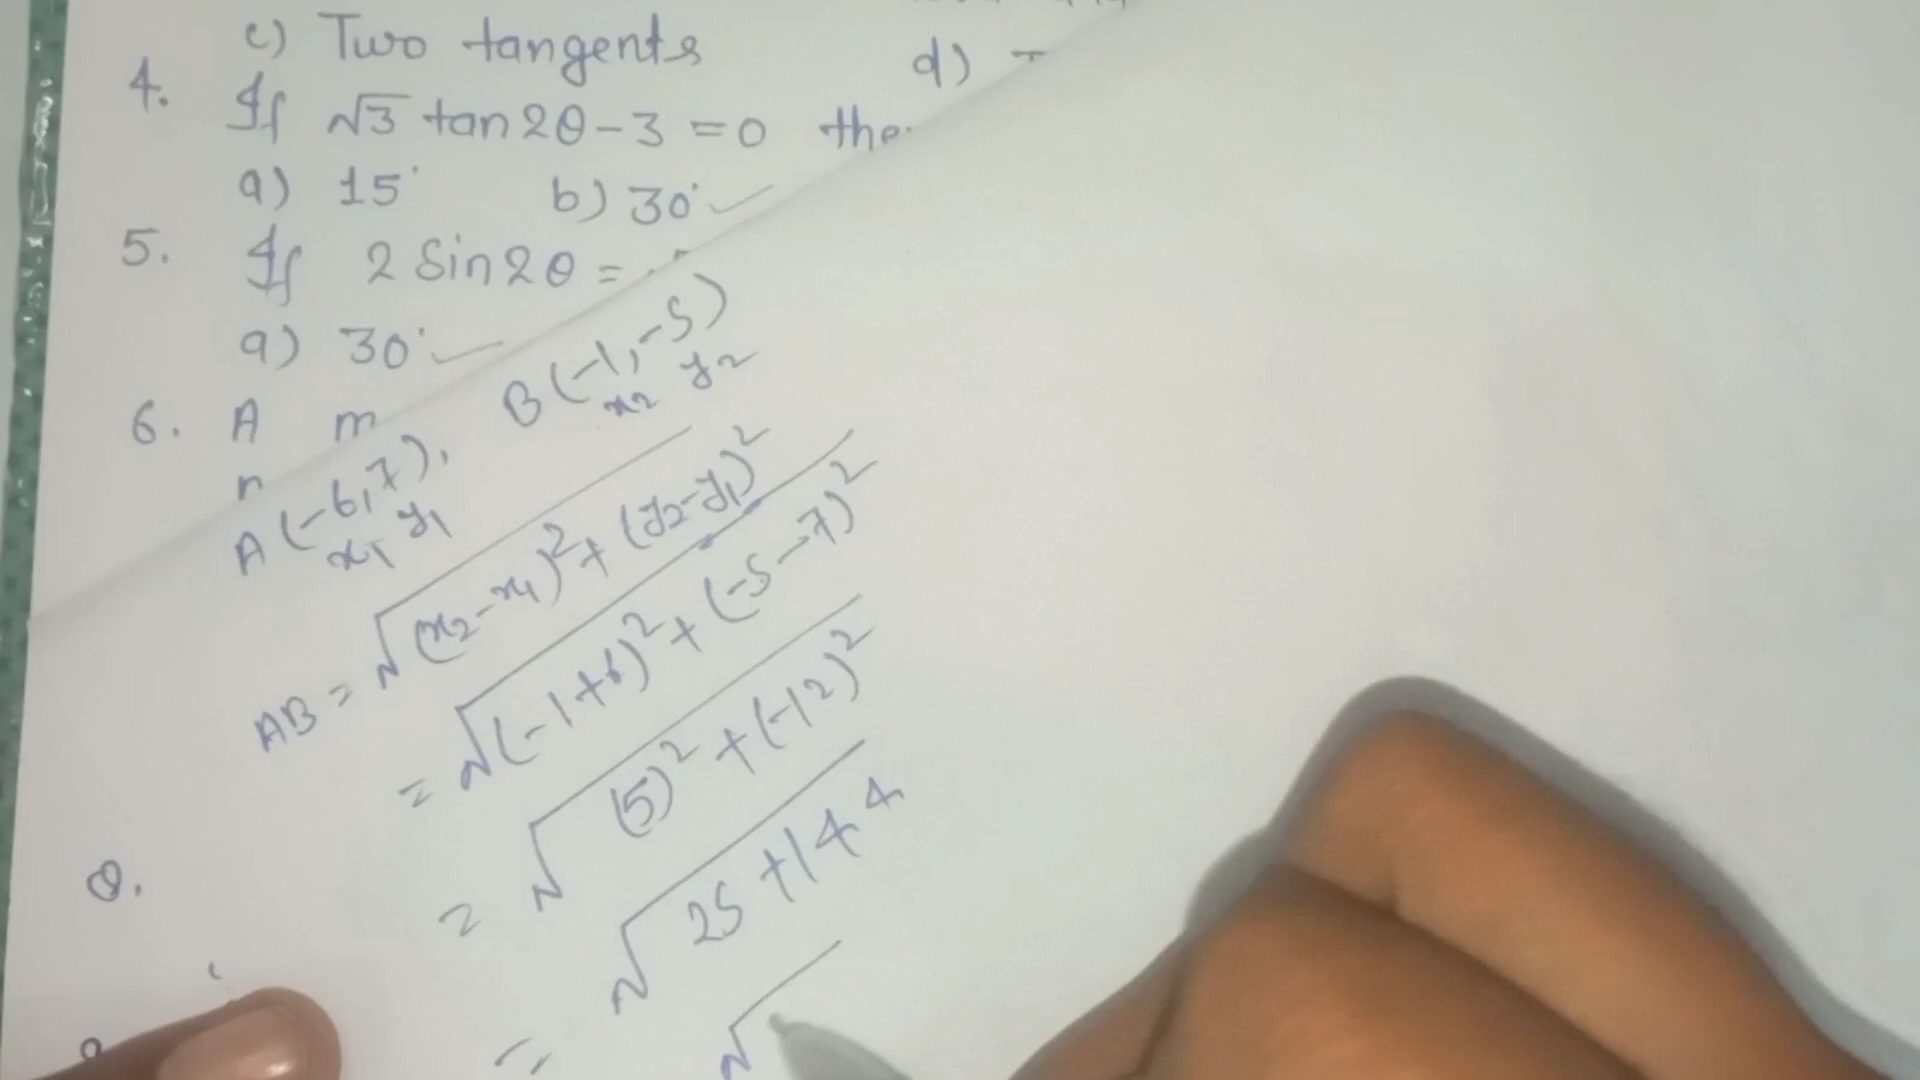 c) Two tangents d)
4. If √3 tan2θ-3=0 the
a) 15° b) 30°
5. If 2 Sin2θ =
a) 30°
6. A m
n
A(-6,7), B(-1,-5)
x₁ y₁ x₂ y₂
AB = √(x₂-x₁)²+(y₂-y₁)²
= √(-1+6)²+(-5-7)²
= √(5)²+(-12)²
= √25+144
= √
Q.